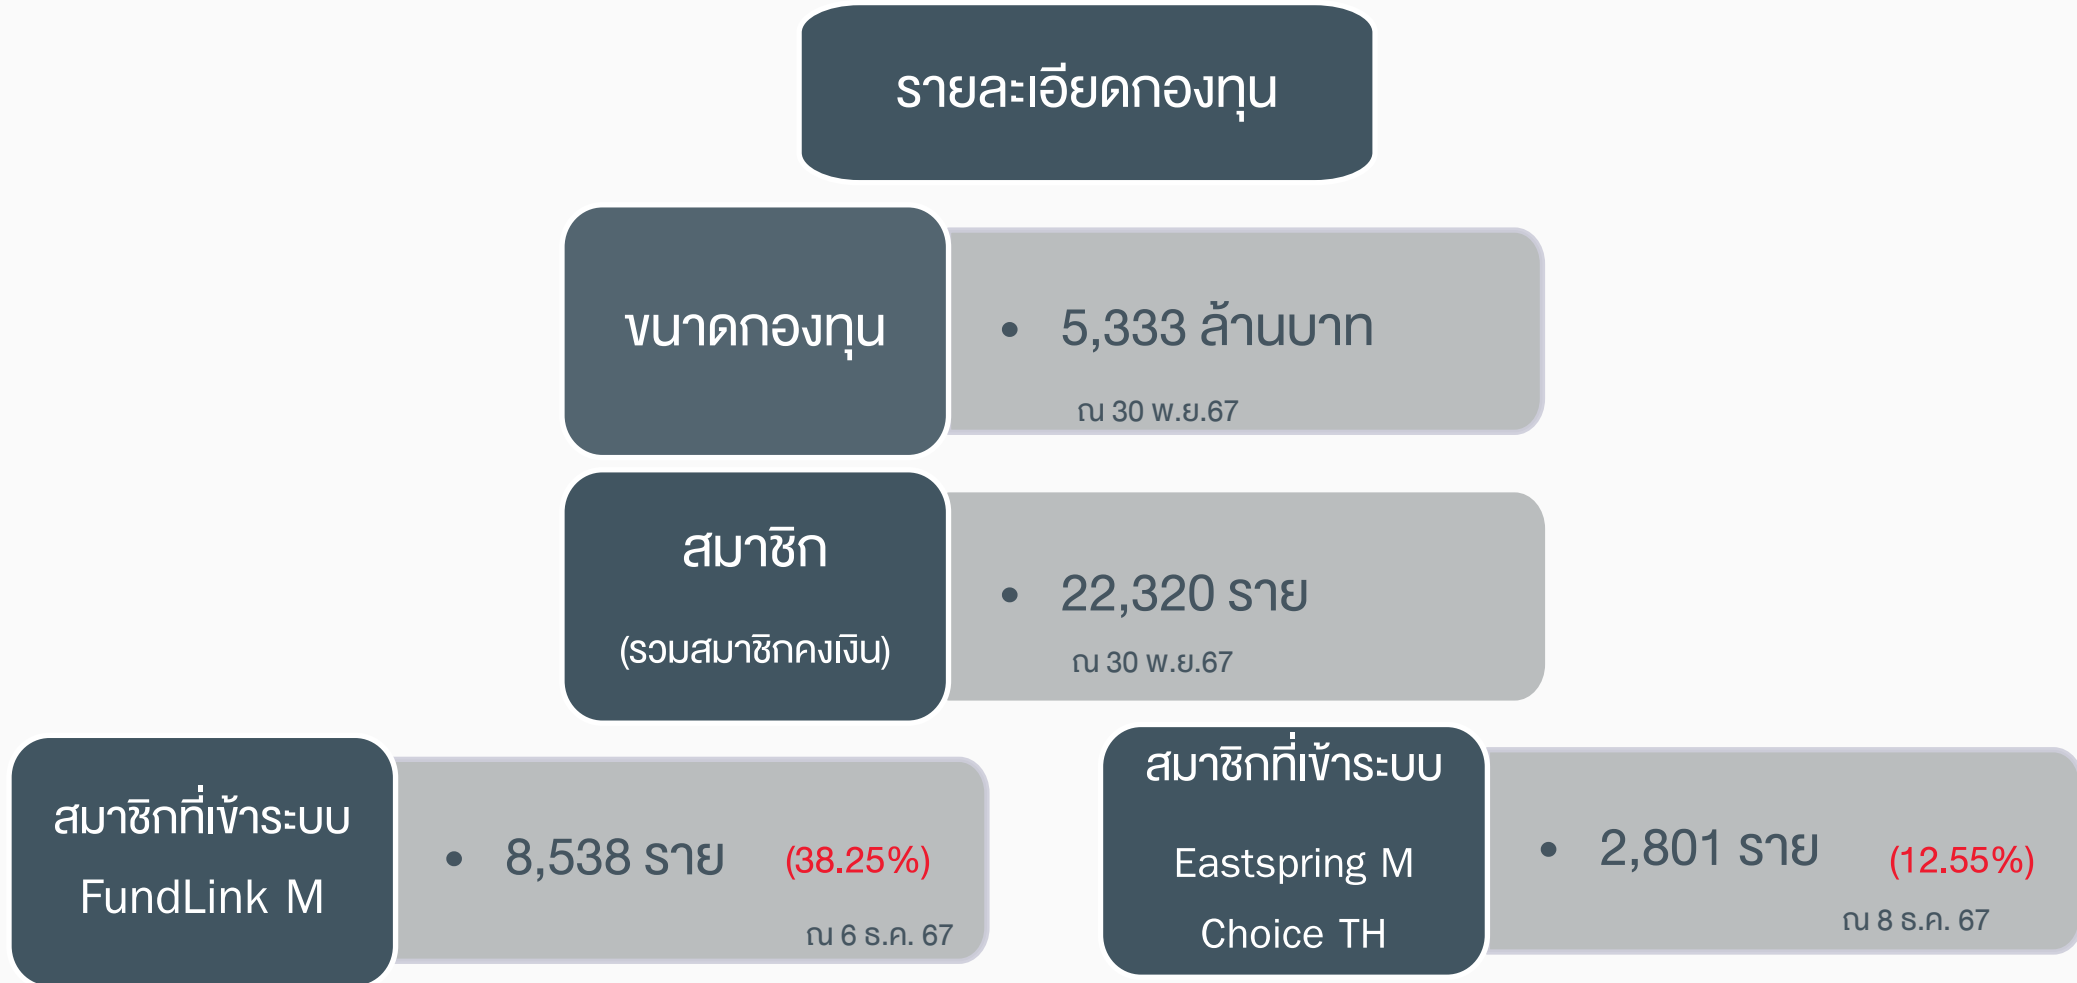 รายละเอียดกองทุน
ขนาดกองทุน
• 5,333 ล้านบาท
ณ 30 พ.ย.67
สมาชิก
(รวมสมาชิกคงเงิน)
• 22,320 ราย
ณ 30 พ.ย.67
สมาชิกที่เข้าระบบ
FundLink M
• 8,538 ราย (38.25%)
ณ 6 ธ.ค. 67
สมาชิกที่เข้าระบบ
Eastspring M
Choice TH
• 2,801 ราย (12.55%)
ณ 8 ธ.ค. 67